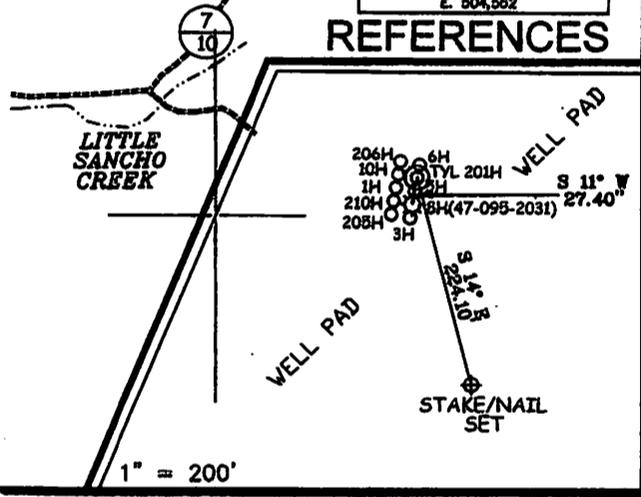 E. 504,562
7
10
REFERENCES
LITTLE
SANCHO
CREEK
WELL PAD
206H
6H
10H
TYL 201H
1H
5H
S 11° W
27.40"
210H
8H(47-095-2031)
205H
3H
S 14° E
224.10
WELL PAD
STAKE/NAIL
SET
1" = 200'